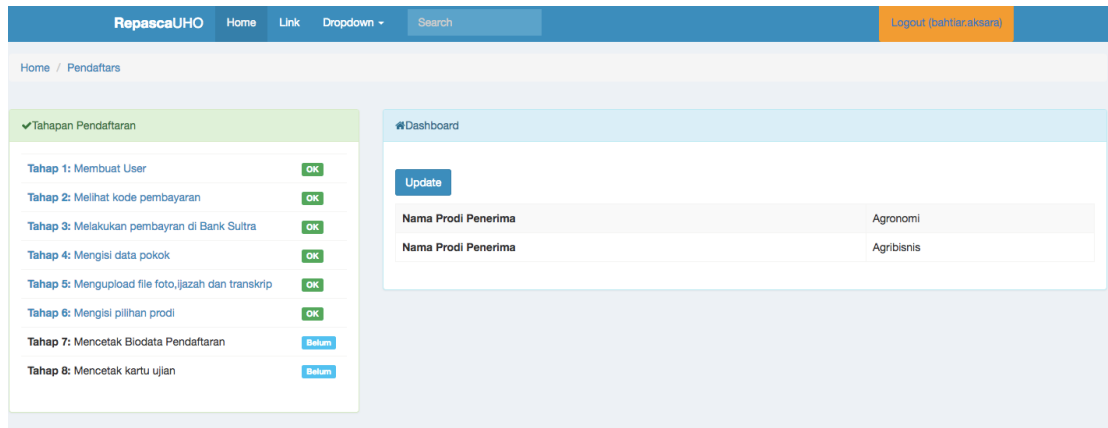 RepascaUHO Home Link Dropdown Search Logout (bahtiar.aksara)
Home / Pendaftars
Tahapan Pendaftaran
Tahap 1: Membuat User OK
Tahap 2: Melihat kode pembayaran OK
Tahap 3: Melakukan pembayran di Bank Sultra OK
Tahap 4: Mengisi data pokok OK
Tahap 5: Mengupload file foto,ijazah dan transkrip OK
Tahap 6: Mengisi pilihan prodi OK
Tahap 7: Mencetak Biodata Pendaftaran Belum
Tahap 8: Mencetak kartu ujian Belum
Dashboard
Update
Nama Prodi Penerima Agronomi
Nama Prodi Penerima Agribisnis